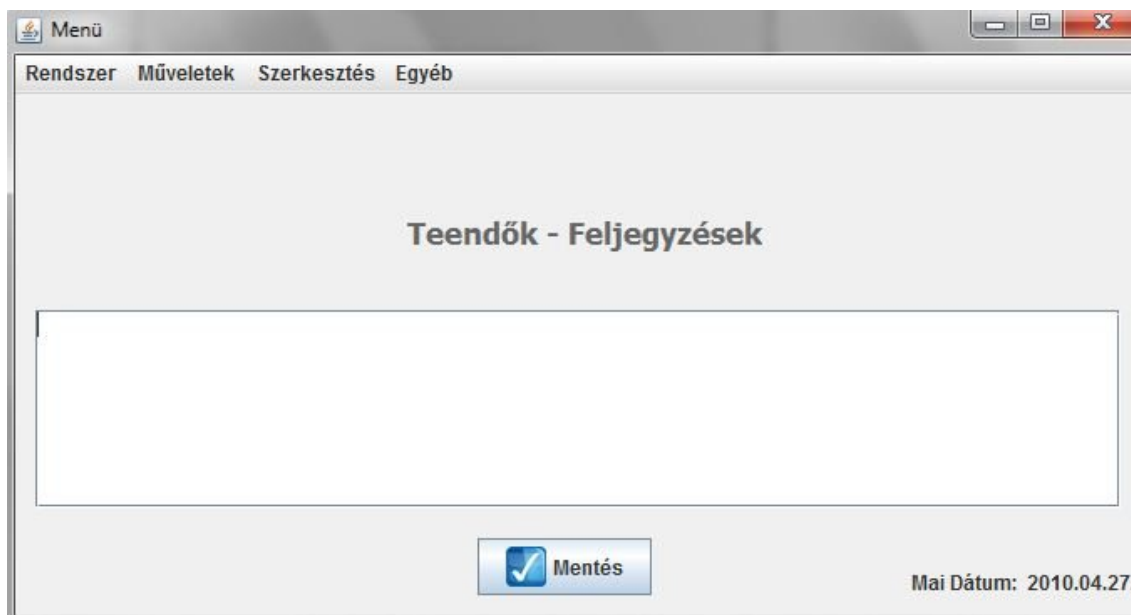 Menü
Rendszer Műveletek Szerkesztés Egyéb
Teendők - Feljegyzések
Mentés
Mai Dátum: 2010.04.27